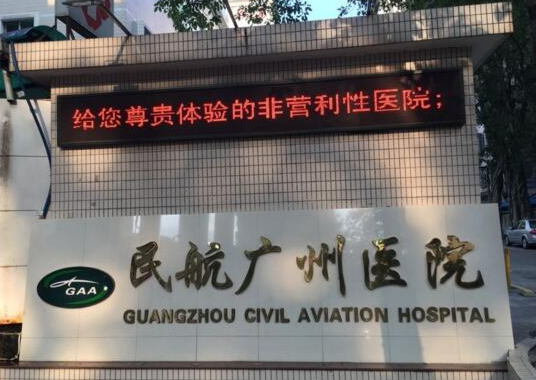 给您尊贵体验的非营利性医院;
民航广州医院
GAA
GUANGZHOU CIVIL AVIATION HOSPITAL